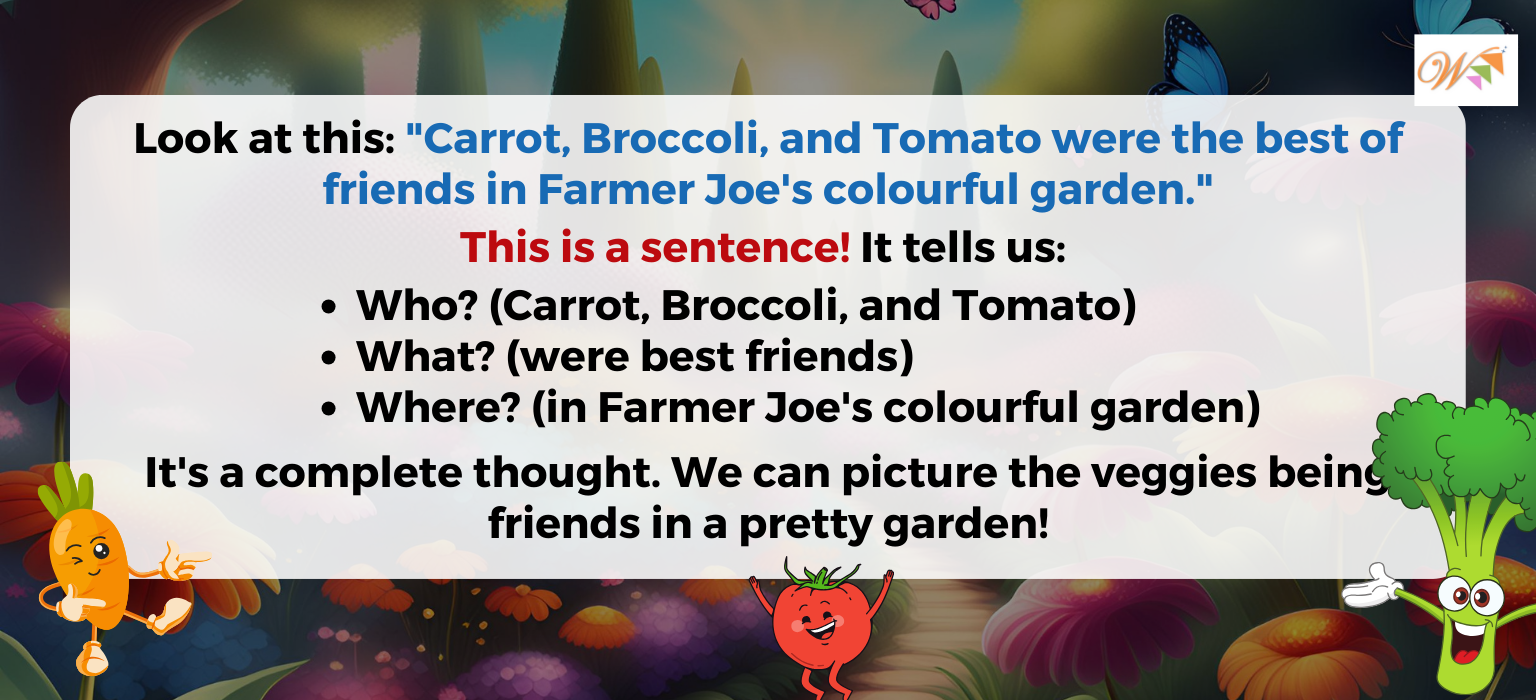 Look at this: "Carrot, Broccoli, and Tomato were the best of
friends in Farmer Joe's colourful garden."
This is a sentence! It tells us:
• Who? (Carrot, Broccoli, and Tomato)
• What? (were best friends)
• Where? (in Farmer Joe's colourful garden)
It's a complete thought. We can picture the veggies being
friends in a pretty garden!
W